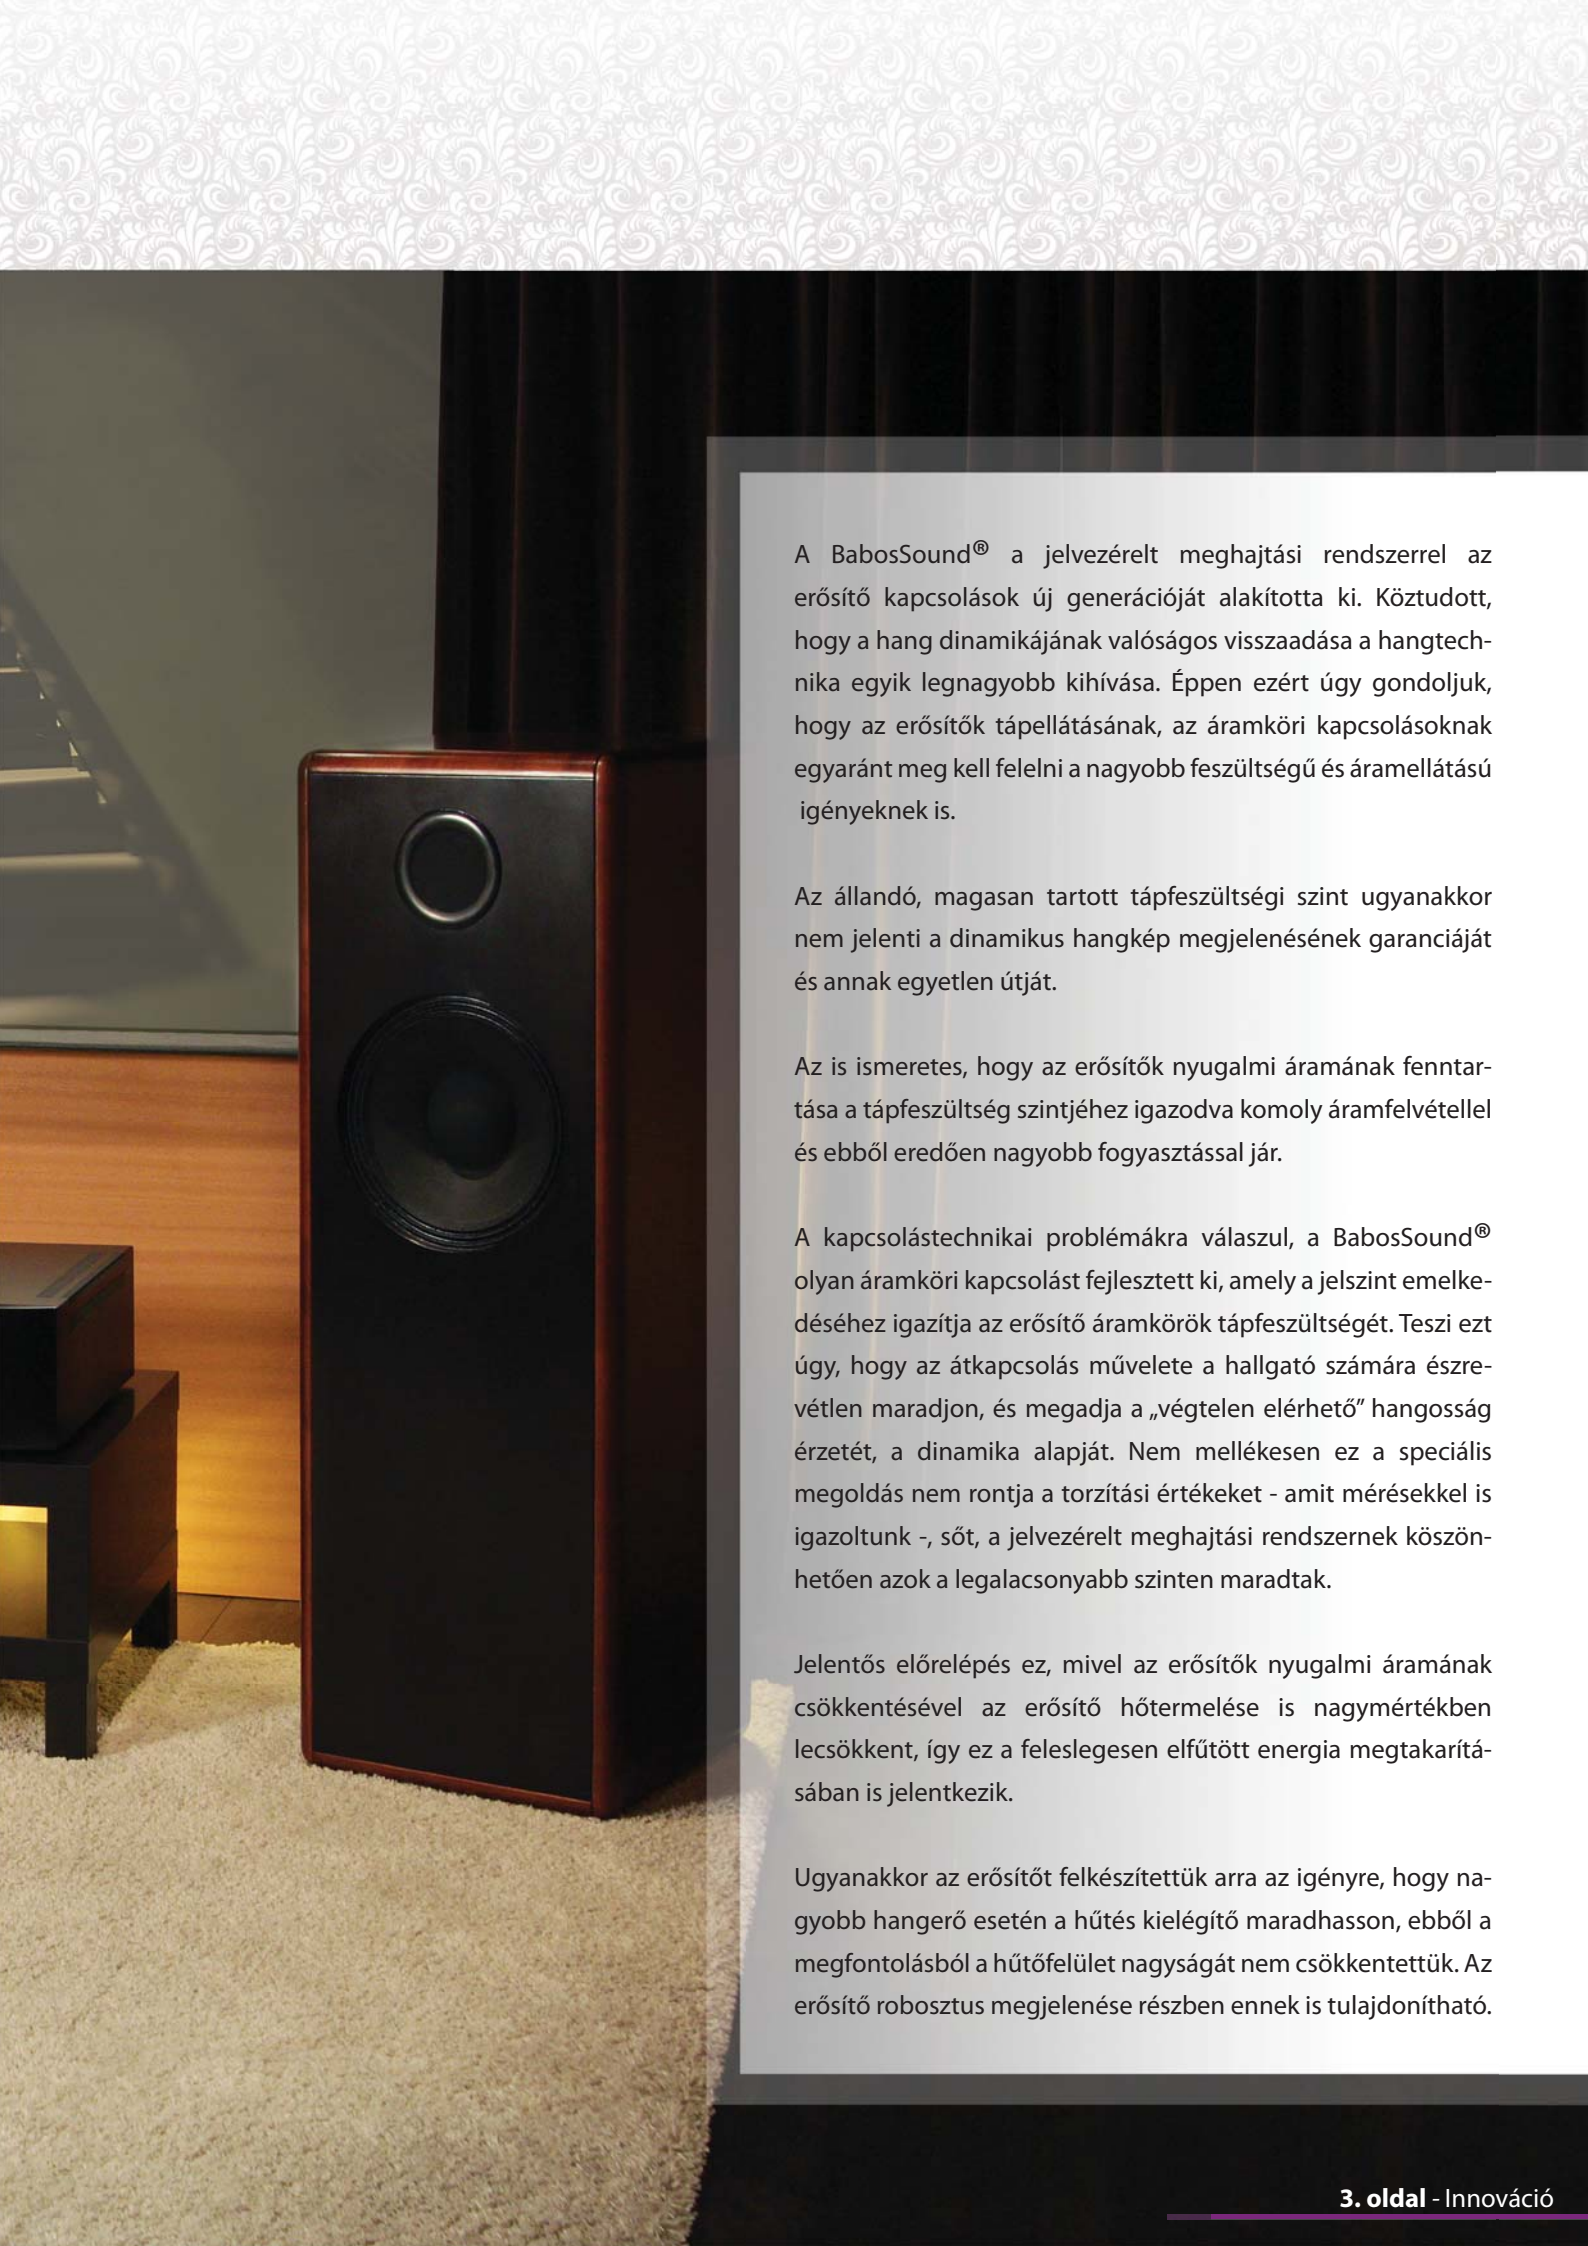 A BabosSound® a jelvezérelt meghajtási rendszerrel az
erősítő kapcsolások új generációját alakította ki. Köztudott,
hogy a hang dinamikájának valóságos visszaadása a hangtech-
nika egyik legnagyobb kihívása. Éppen ezért úgy gondoljuk,
hogy az erősítők tápellátásának, az áramköri kapcsolásoknak
egyaránt meg kell felelni a nagyobb feszültségű és áramellátású
igényeknek is.
Az állandó, magasan tartott tápfeszültségi szint ugyanakkor
nem jelenti a dinamikus hangkép megjelenésének garanciáját
és annak egyetlen útját.
Az is ismeretes, hogy az erősítők nyugalmi áramának fenntar-
tása a tápfeszültség szintjéhez igazodva komoly áramfelvétellel
és ebből eredően nagyobb fogyasztással jár.
A kapcsolástechnikai problémákra válaszul, a BabosSound®
olyan áramköri kapcsolást fejlesztett ki, amely a jelszint emelke-
déséhez igazítja az erősítő áramkörök tápfeszültségét. Teszi ezt
úgy, hogy az átkapcsolás művelete a hallgató számára észre-
vétlen maradjon, és megadja a „végtelen elérhető” hangosság
érzetét, a dinamika alapját. Nem mellékesen ez a speciális
megoldás nem rontja a torzítási értékeket - amit mérésekkel is
igazoltunk -, sőt, a jelvezérelt meghajtási rendszernek köszön-
hetően azok a legalacsonyabb szinten maradtak.
Jelentős előrelépés ez, mivel az erősítők nyugalmi áramának
csökkentésével az erősítő hőtermelése is nagymértékben
lecsökkent, így ez a feleslegesen elfűtött energia megtakarítá-
sában is jelentkezik.
Ugyanakkor az erősítőt felkészítettük arra az igényre, hogy na-
gyobb hangerő esetén a hűtés kielégítő maradhasson, ebből a
megfontolásból a hűtőfelület nagyságát nem csökkentettük. Az
erősítő robosztus megjelenése részben ennek is tulajdonítható.
3. oldal - Innováció